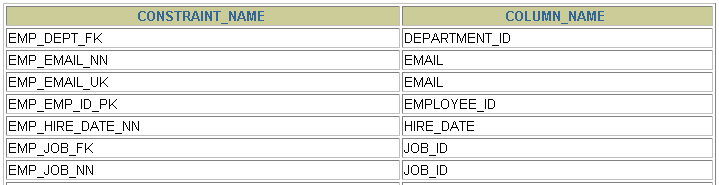 CONSTRAINT_NAME COLUMN_NAME
EMP_DEPT_FK DEPARTMENT_ID
EMP_EMAIL_NN EMAIL
EMP_EMAIL_UK EMAIL
EMP_EMP_ID_PK EMPLOYEE_ID
EMP_HIRE_DATE_NN HIRE_DATE
EMP_JOB_FK JOB_ID
EMP_JOB_NN JOB_ID